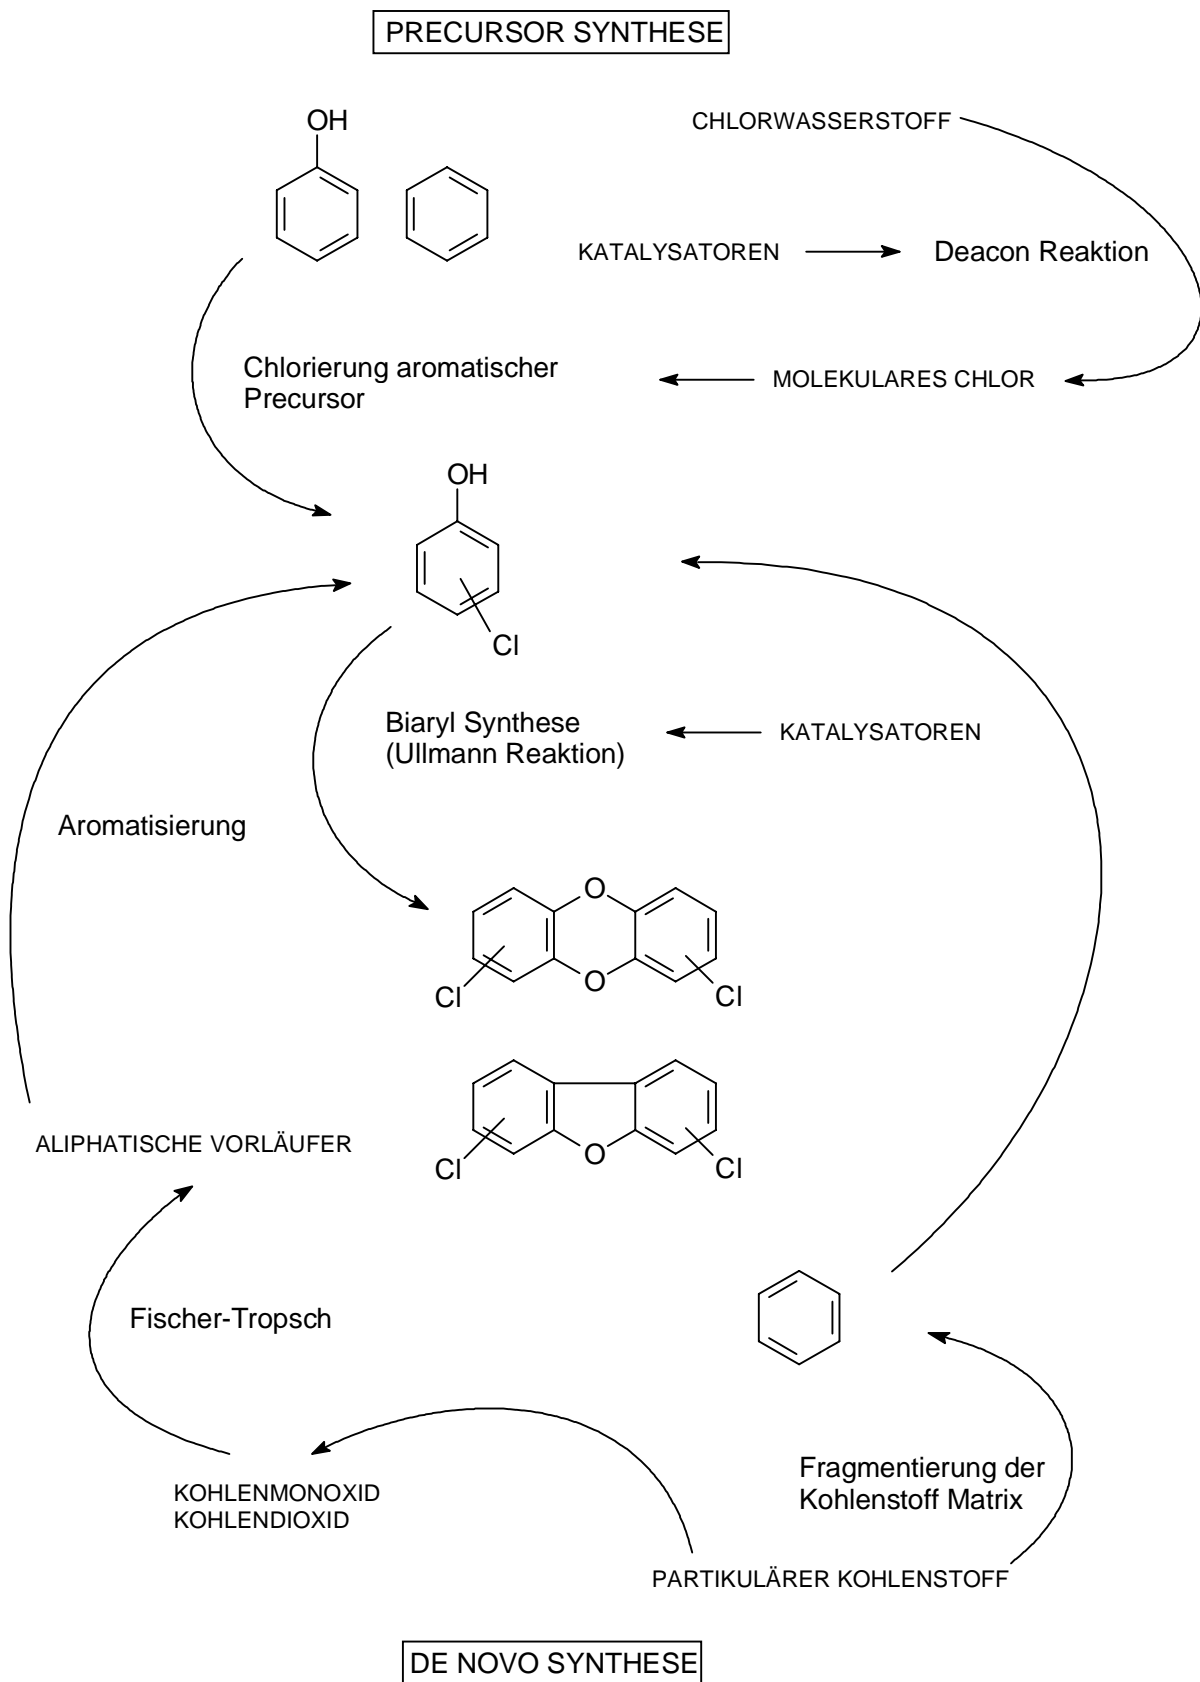 PRECURSOR SYNTHESE
OH
CHLORWASSERSTOFF
KATALYSATOREN
Deacon Reaktion
Chlorierung aromatischer
Precursor
MOLEKULARES CHLOR
OH
Cl
Biaryl Synthese
(Ullmann Reaktion)
KATALYSATOREN
Aromatisierung
O
O
Cl
Cl
ALIPHATISCHE VORLÄUFER
O
Cl
Cl
Fischer-Tropsch
KOHLENMONOXID
KOHLENDIOXID
Fragmentierung der
Kohlenstoff Matrix
PARTIKULÄRER KOHLENSTOFF
DE NOVO SYNTHESE